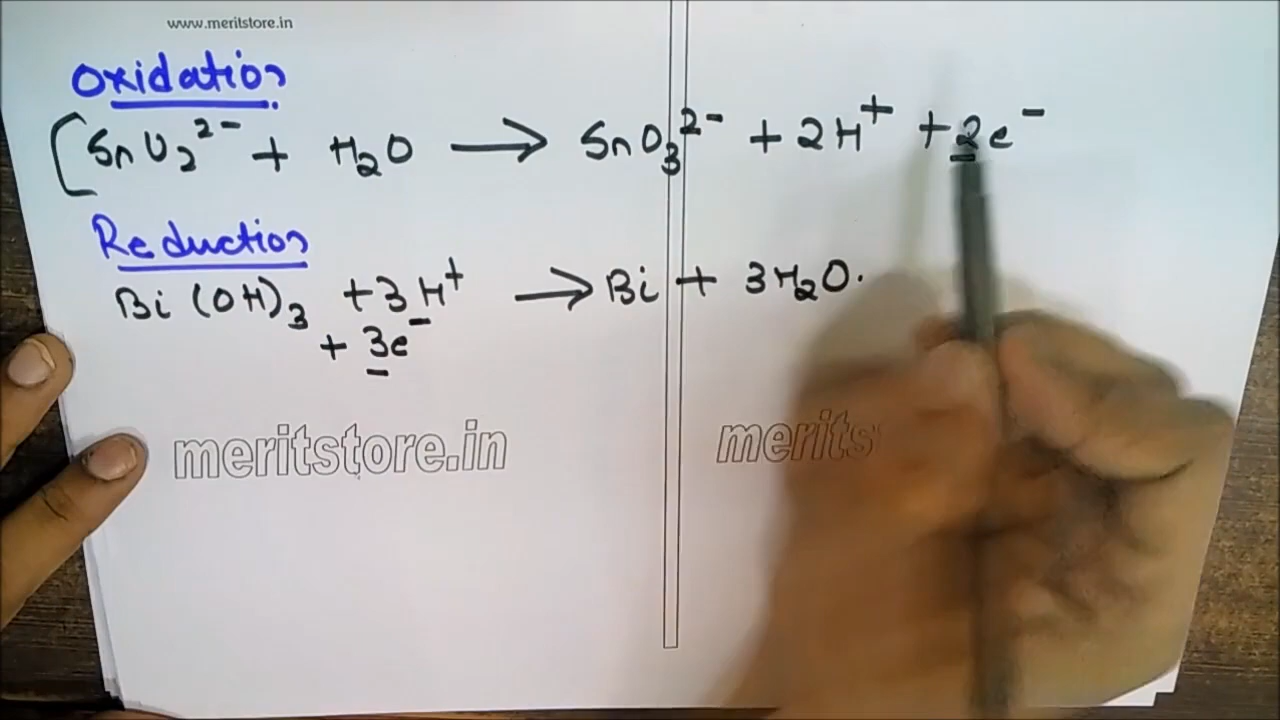 www.meritstore.in
Oxidation
[SnO₂²⁻ + H₂O → SnO₃²⁻ + 2H⁺ + 2e⁻
Reduction
Bi(OH)₃ + 3H⁺ → Bi + 3H₂O.
+ 3e⁻
meritstore.in merits